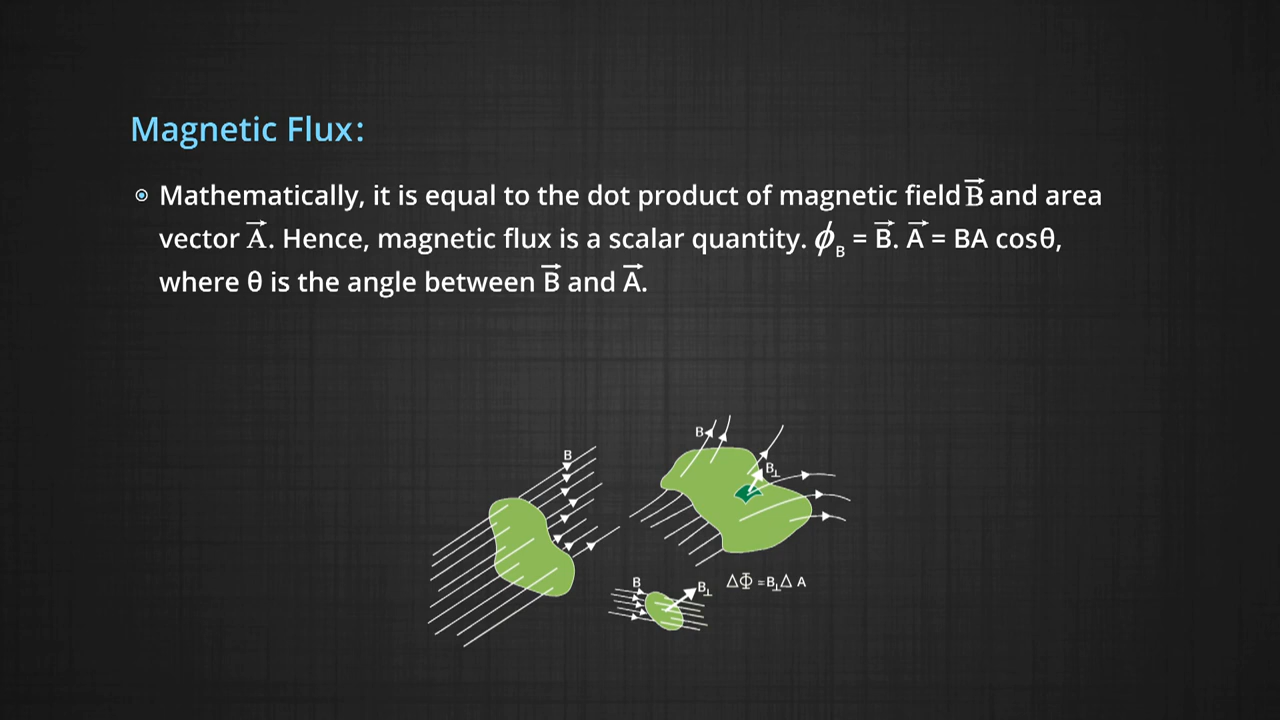 Magnetic Flux:
Mathematically, it is equal to the dot product of magnetic field B⃗ and area
vector A⃗. Hence, magnetic flux is a scalar quantity. ϕ_B = B⃗. A⃗ = BA cosθ,
where θ is the angle between B⃗ and A⃗.
B
B
B⊥
B
B⊥
ΔΦ =B⊥Δ A